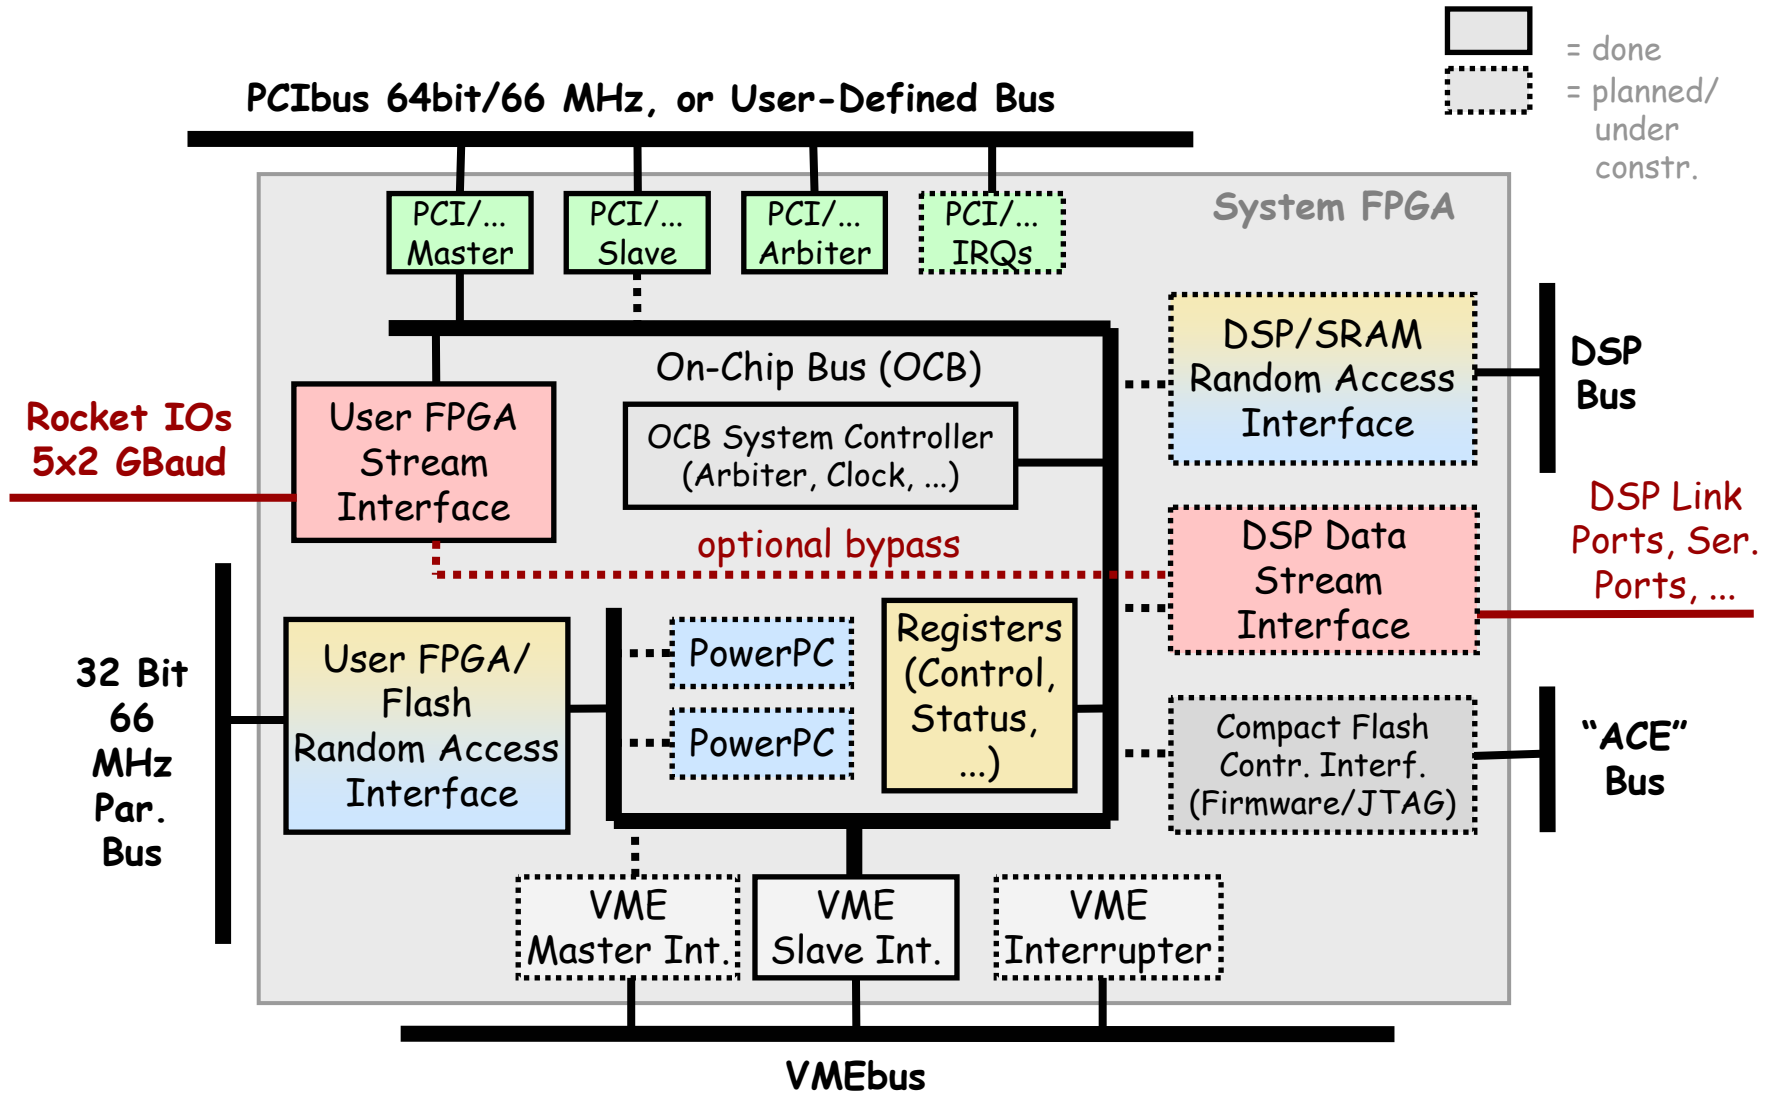 = done
= planned/
under
constr.
PCIbus 64bit/66 MHz, or User-Defined Bus
System FPGA
PCI/...
Master
PCI/...
Slave
PCI/...
Arbiter
PCI/...
IRQs
On-Chip Bus (OCB)
OCB System Controller
(Arbiter, Clock, ...)
User FPGA
Stream
Interface
Rocket IOs
5x2 GBaud
optional bypass
DSP/SRAM
Random Access
Interface
DSP
Bus
DSP Data
Stream
Interface
DSP Link
Ports, Ser.
Ports, ...
32 Bit
66
MHz
Par.
Bus
User FPGA/
Flash
Random Access
Interface
PowerPC
PowerPC
Registers
(Control,
Status,
...)
Compact Flash
Contr. Interf.
(Firmware/JTAG)
“ACE”
Bus
VME
Master Int.
VME
Slave Int.
VME
Interrupter
VMEbus